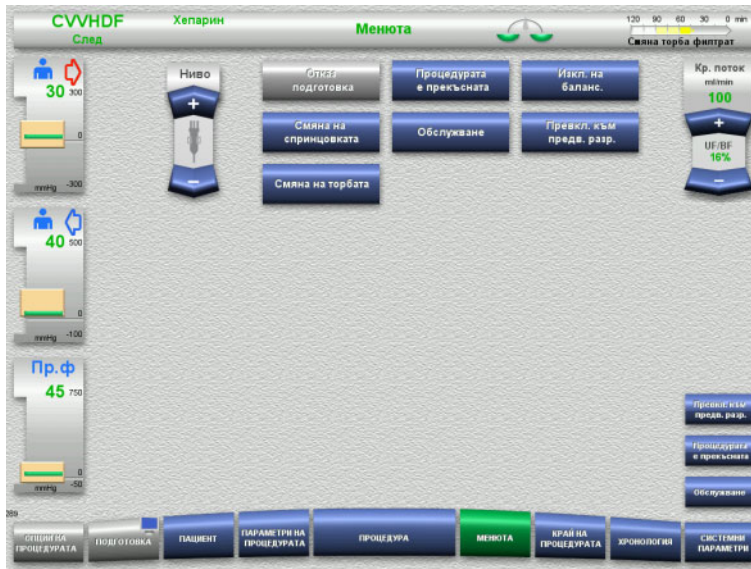 CVVHDF
След
Хепарин
Менюта
120 90 60 30 0 min
Смяна торба филтрат
30 300
0
mmHg -300
40 500
0
mmHg -100
Пр.ф
45 750
0
mmHg -50
Ниво
+
−
Отказ
подготовка
Процедурата
е прекъсната
Изкл. на
баланс.
Смяна на
спринцовката
Обслужване
Превкл. към
предв. разр.
Смяна на торбата
Кр. поток
ml/min
100
+
UF/BF
16%
−
Превкл. към
предв. разр.
Процедурата
е прекъсната
Обслужване
269
ОПЦИИ НА
ПРОЦЕДУРАТА
ПОДГОТОВКА
ПАЦИЕНТ
ПАРАМЕТРИ НА
ПРОЦЕДУРАТА
ПРОЦЕДУРА
МЕНЮТА
КРАЙ НА
ПРОЦЕДУРАТА
ХРОНОЛОГИЯ
СИСТЕМНИ
ПАРАМЕТРИ